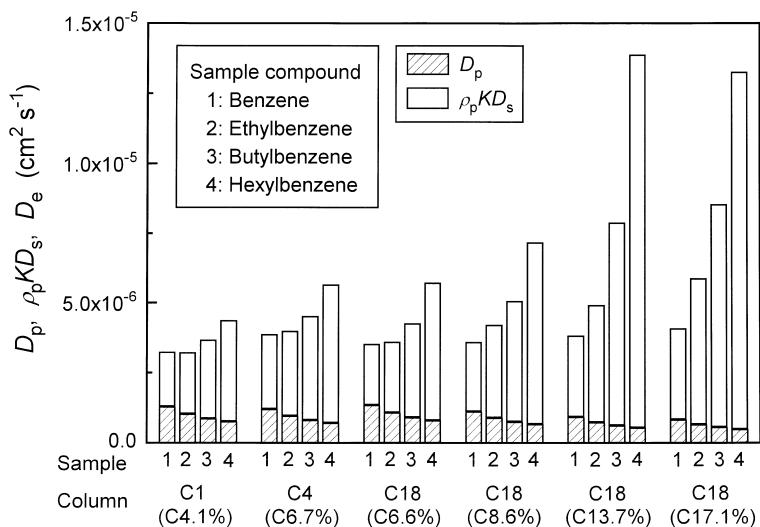 1.5x10⁻⁵
1.0x10⁻⁵
5.0x10⁻⁶
0.0
Dₚ, ρₚKDₛ, Dₑ (cm² s⁻¹)
Sample compound
1: Benzene
2: Ethylbenzene
3: Butylbenzene
4: Hexylbenzene
Dₚ
ρₚKDₛ
Sample 1 2 3 4 1 2 3 4 1 2 3 4 1 2 3 4 1 2 3 4 1 2 3 4
Column C1 C4 C18 C18 C18 C18
(C4.1%) (C6.7%) (C6.6%) (C8.6%) (C13.7%) (C17.1%)